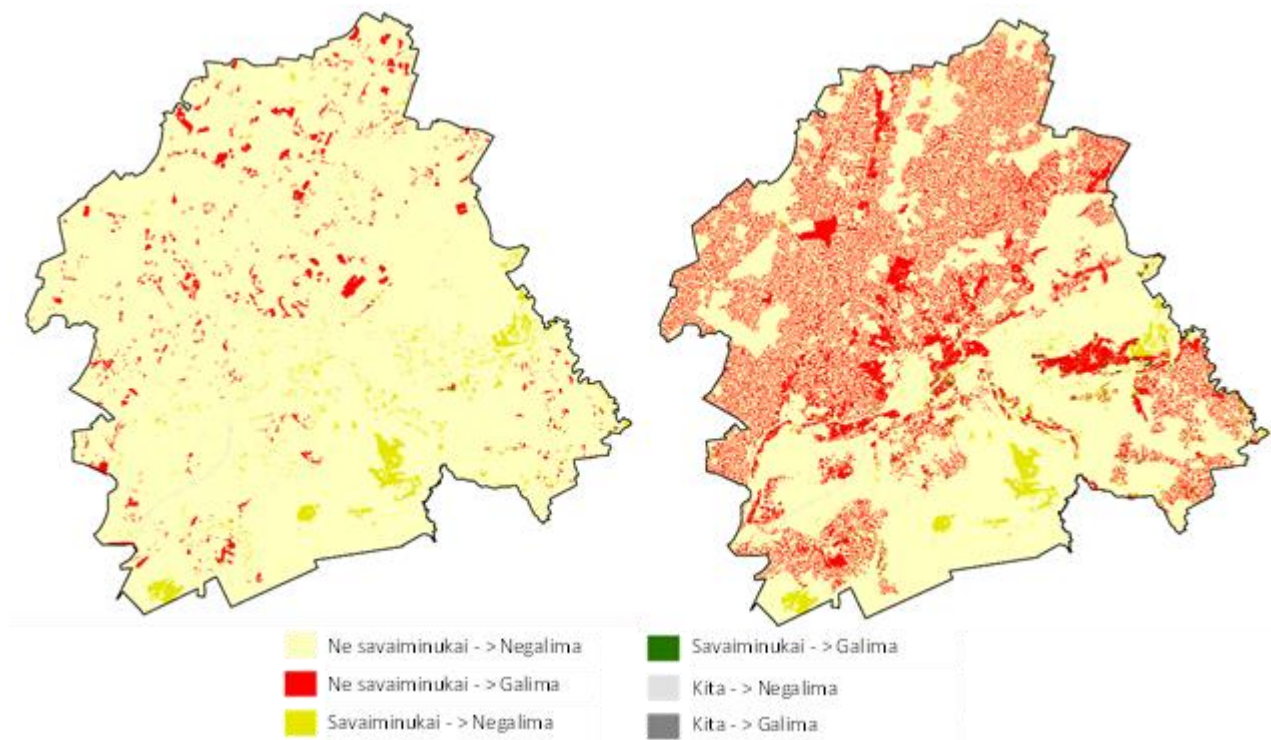 Ne savaiminukai - > Negalima
Ne savaiminukai - > Galima
Savaiminukai - > Negalima
Savaiminukai - > Galima
Kita - > Negalima
Kita - > Galima